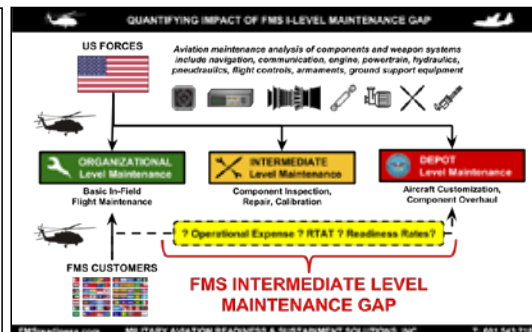 QUANTIFYING IMPACT OF FMS I-LEVEL MAINTENANCE GAP
US FORCES
Aviation maintenance analysis of components and weapon systems
include navigation, communication, engine, powertrain, hydraulics,
pneudraulics, flight controls, armaments, ground support equipment
ORGANIZATIONAL
Level Maintenance
INTERMEDIATE
Level Maintenance
DEPOT
Level Maintenance
Basic In-Field
Flight Maintenance
Component Inspection,
Repair, Calibration
Aircraft Customization,
Component Overhaul
? Operational Expense ? RTAT ? Readiness Rates?
FMS CUSTOMERS
FMS INTERMEDIATE LEVEL
MAINTENANCE GAP
FMSreadiness.com MILITARY AVIATION READINESS & SUSTAINMENT SOLUTIONS, INC.